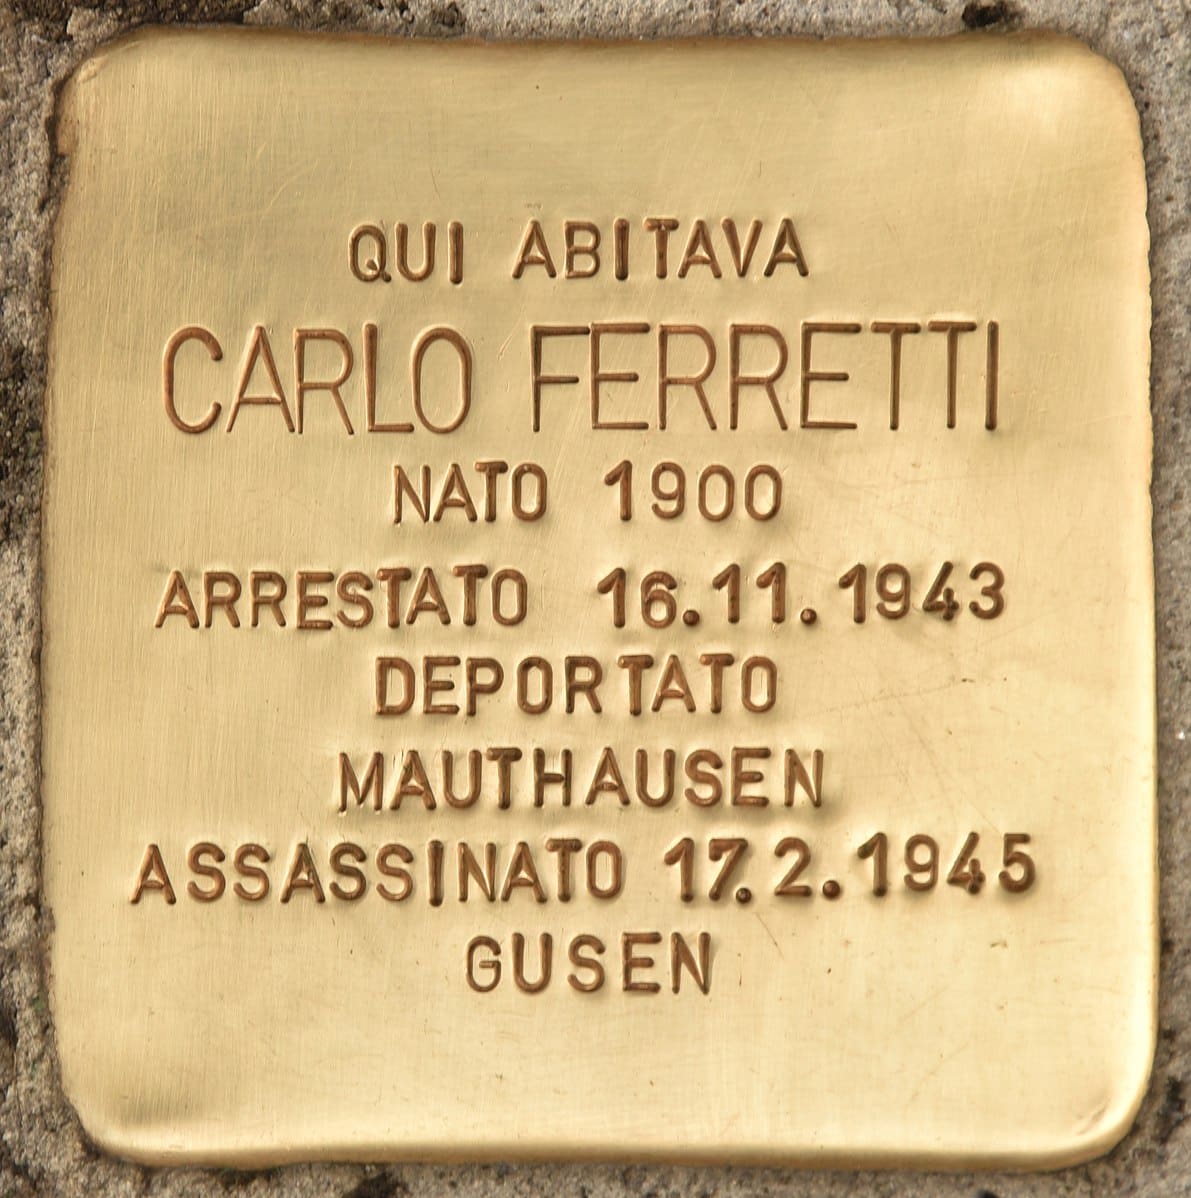 QUI ABITAVA
CARLO FERRETTI
NATO 1900
ARRESTATO 16.11.1943
DEPORTATO
MAUTHAUSEN
ASSASSINATO 17.2.1945
GUSEN